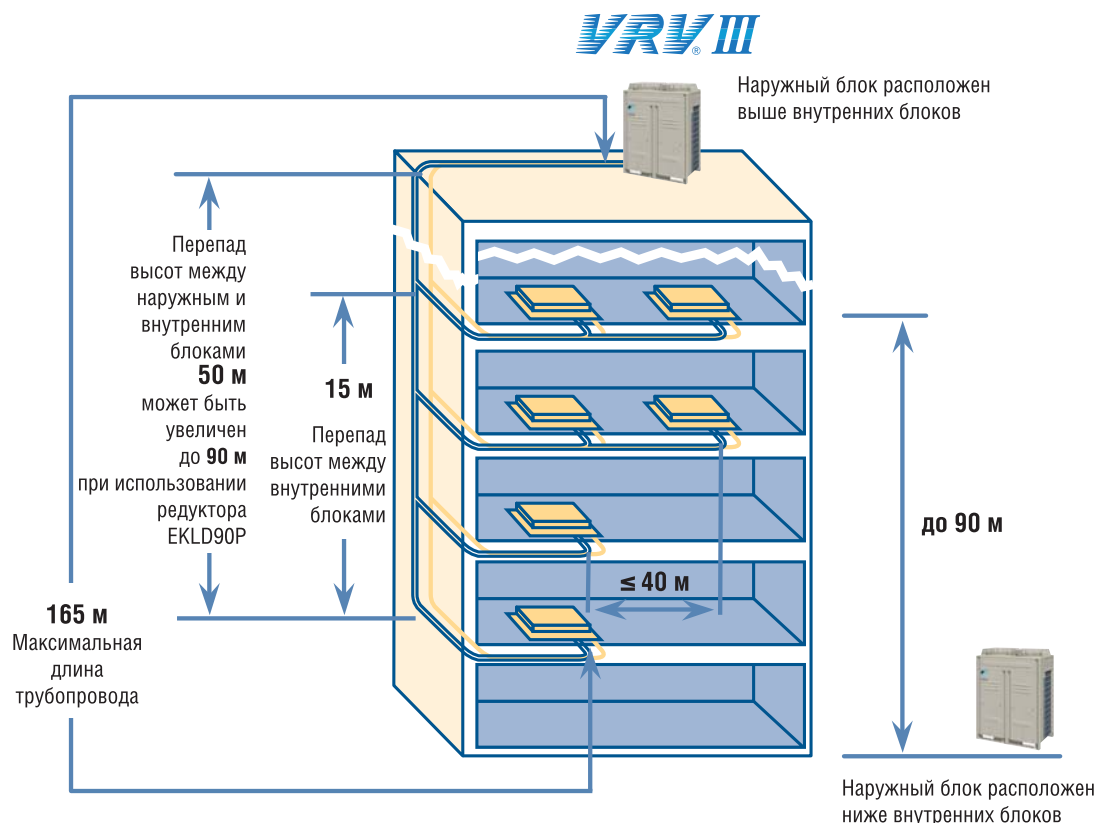 VRV® III
Наружный блок расположен
выше внутренних блоков
Перепад
высот между
наружным и
внутренним
блоками
50 м
может быть
увеличен
до 90 м
при использовании
редуктора
EKLD90P
15 м
Перепад
высот между
внутренними
блоками
≤ 40 м
до 90 м
165 м
Максимальная
длина
трубопровода
Наружный блок расположен
ниже внутренних блоков